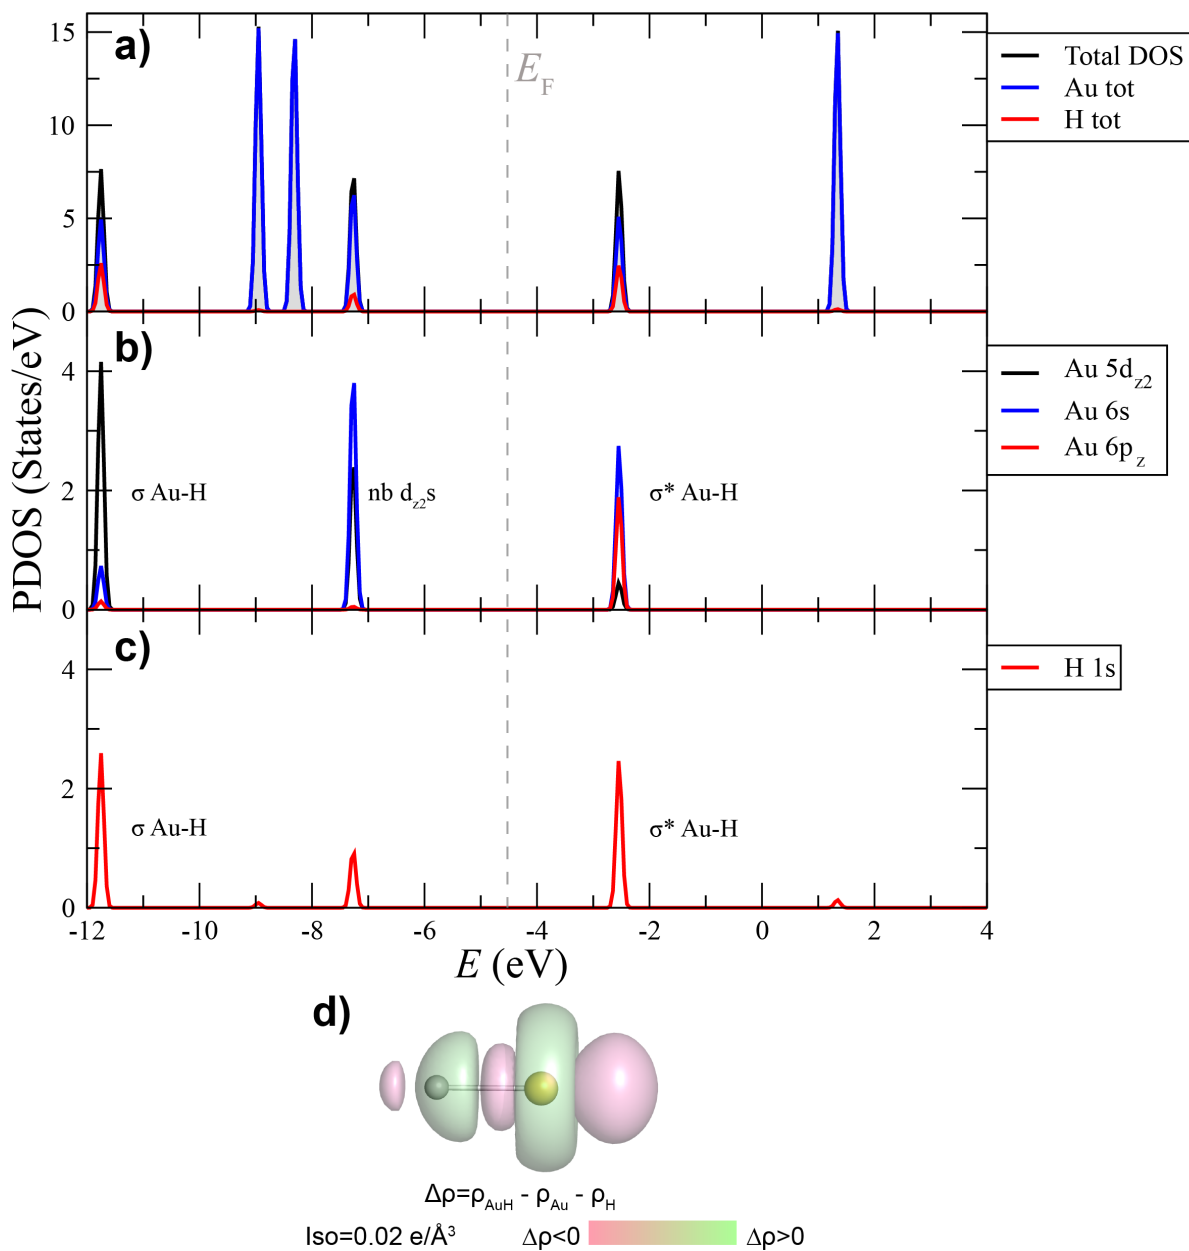 a)
E_F
15
10
5
0
Total DOS
Au tot
H tot
b)
4
2
0
σ Au-H
nb d_z2s
σ* Au-H
Au 5d_z2
Au 6s
Au 6p_z
PDOS (States/eV)
c)
4
2
0
σ Au-H
σ* Au-H
H 1s
-12 -10 -8 -6 -4 -2 0 2 4
E (eV)
d)
Δρ=ρ_AuH - ρ_Au - ρ_H
Iso=0.02 e/Å³ Δρ<0 Δρ>0